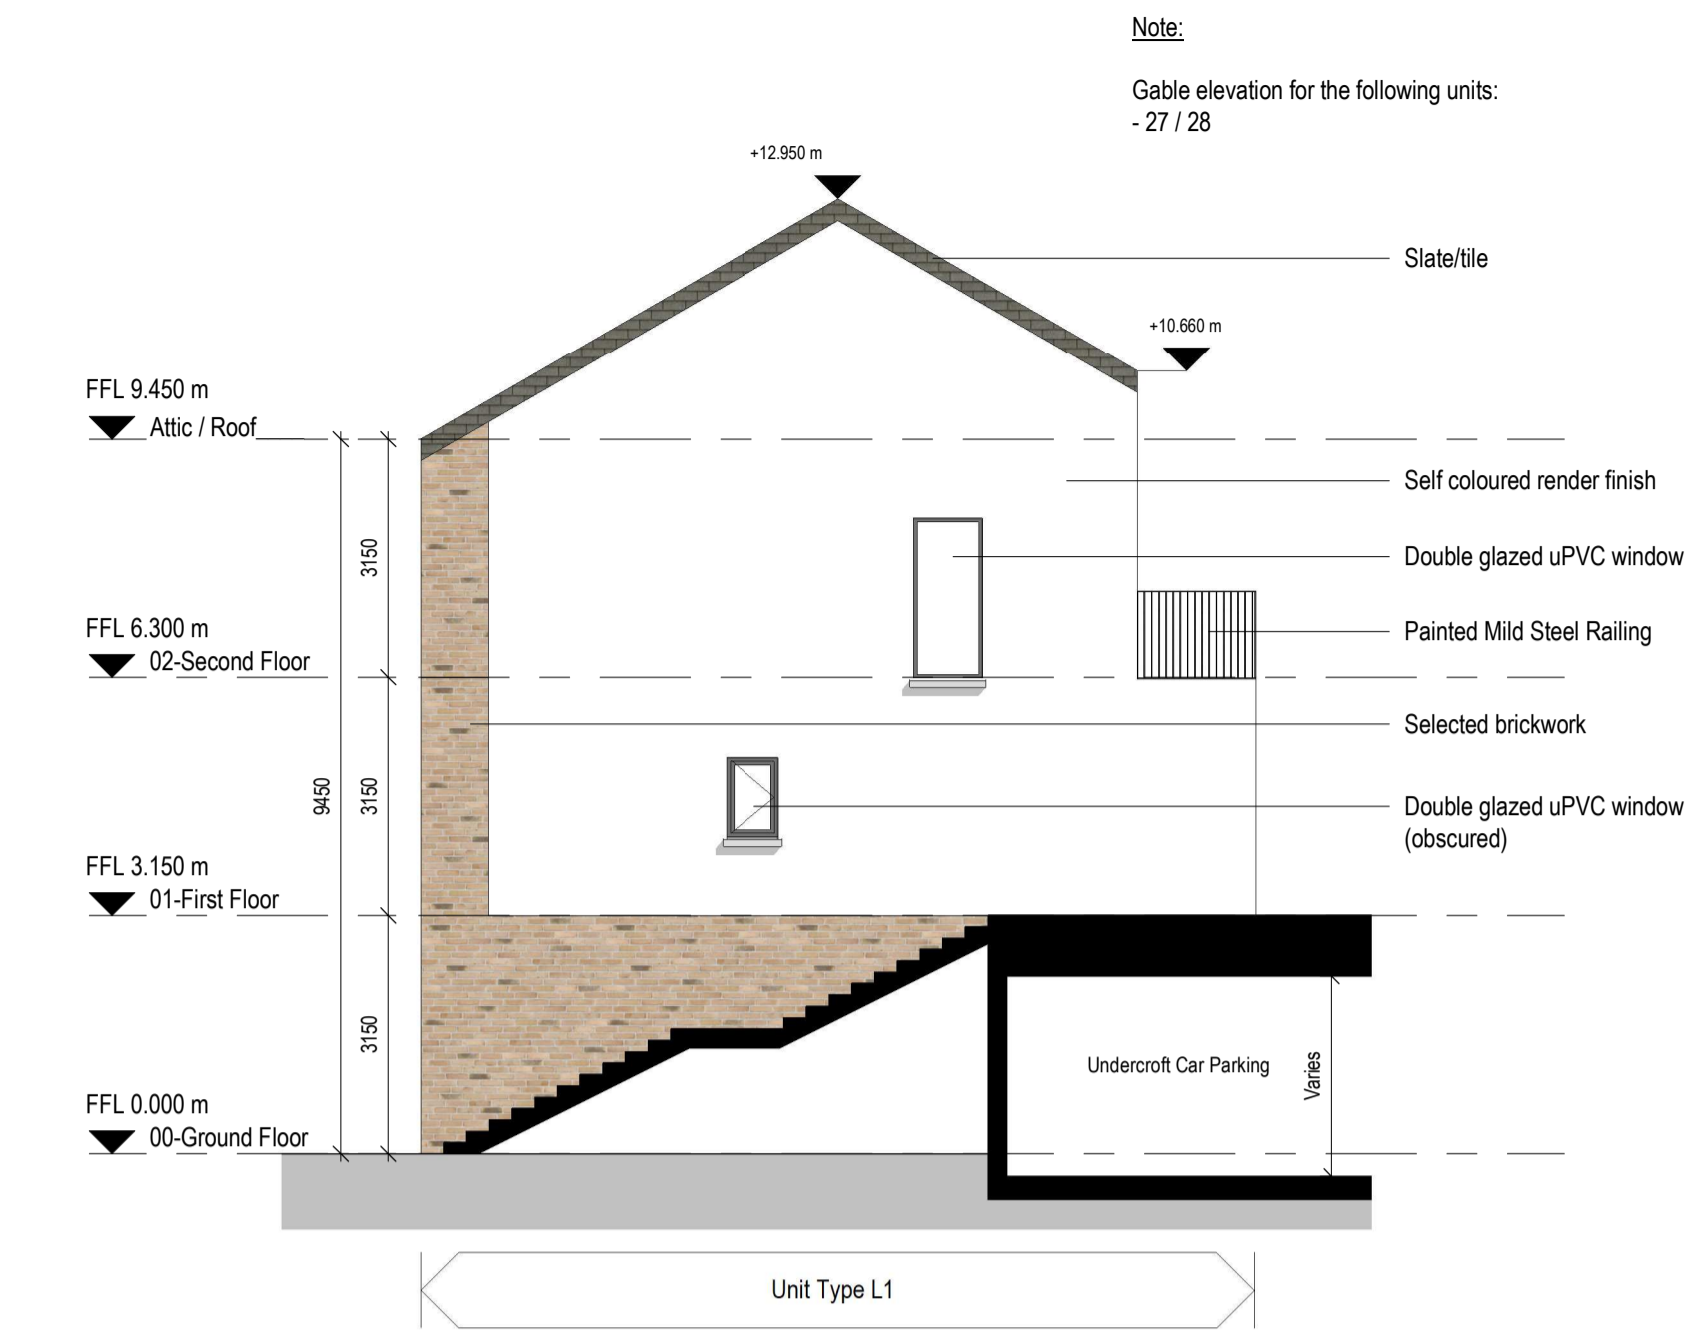 Note:
Gable elevation for the following units:
- 27 / 28
+12.950 m
Slate/tile
+10.660 m
FFL 9.450 m
Attic / Roof
Self coloured render finish
3150
Double glazed uPVC window
FFL 6.300 m
02-Second Floor
Painted Mild Steel Railing
Selected brickwork
9450
3150
Double glazed uPVC window
(obscured)
FFL 3.150 m
01-First Floor
3150
Undercroft Car Parking
Varies
FFL 0.000 m
00-Ground Floor
Unit Type L1